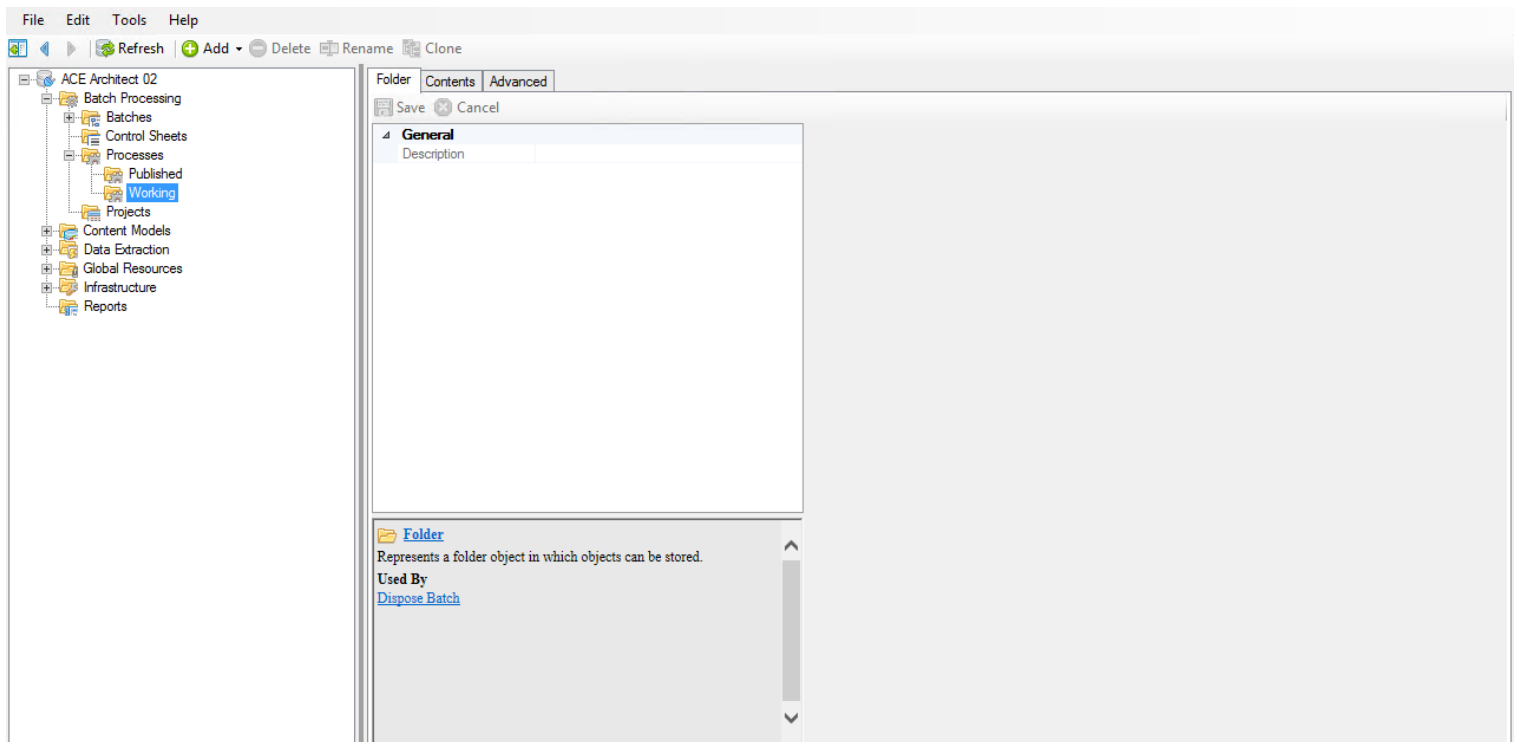 File Edit Tools Help
Refresh Add Delete Rename Clone
ACE Architect 02
Batch Processing
Batches
Control Sheets
Processes
Published
Working
Projects
Content Models
Data Extraction
Global Resources
Infrastructure
Reports
Folder Contents Advanced
Save Cancel
General
Description
Folder
Represents a folder object in which objects can be stored.
Used By
Dispose Batch